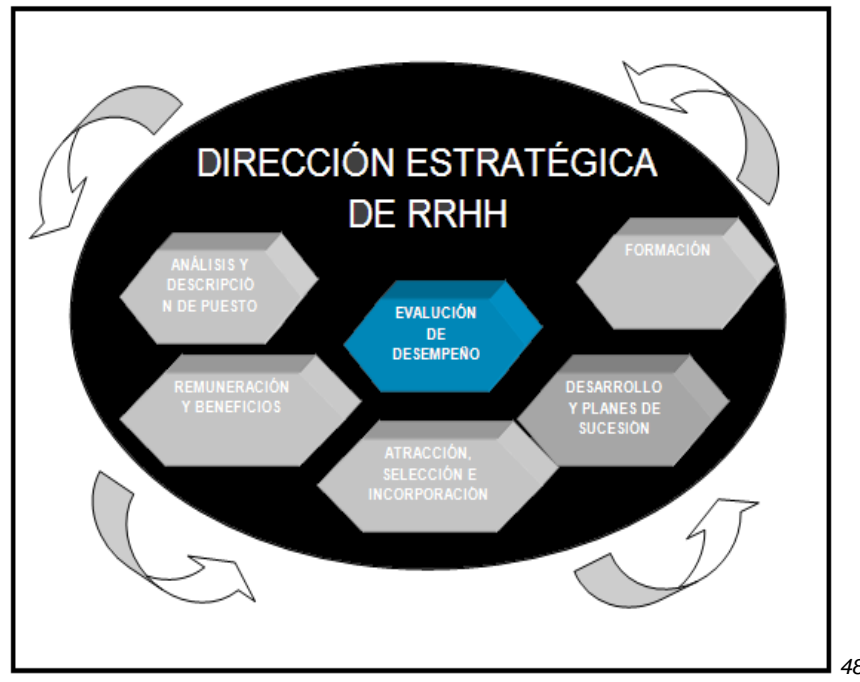 DIRECCIÓN ESTRATÉGICA
DE RRHH
ANÁLISIS Y
DESCRIPCIÓ
N DE PUESTO
EVALUCIÓN
DE
DESEMPEÑO
FORMACIÓN
REMUNERACIÓN
Y BENEFICIOS
DESARROLLO
Y PLANES DE
SUCESIÓN
ATRACCIÓN,
SELECCIÓN E
INCORPORACIÓN
48